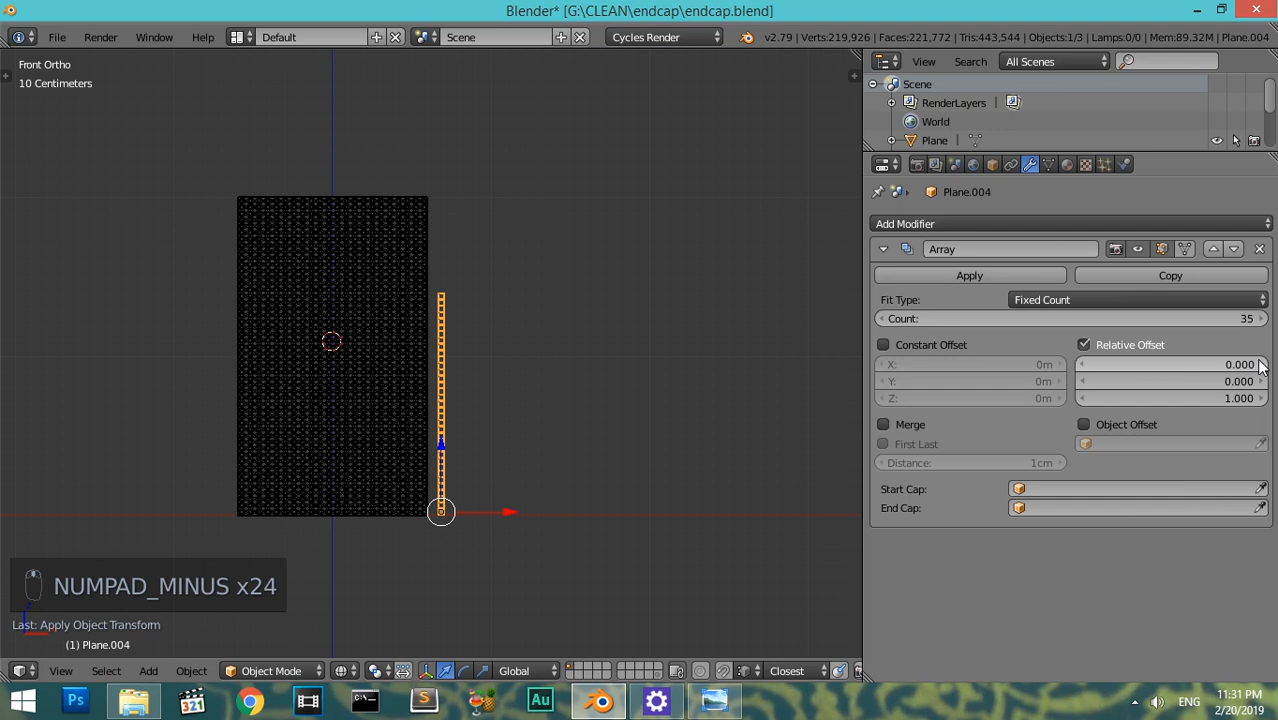 Blender* [G:\CLEAN\endcap\endcap.blend]
File Render Window Help Default Scene Cycles Render v2.79 | Verts:219,926 | Faces:221,772 | Tris:443,544 | Objects:1/3 | Lamps:0/0 | Mem:89.32M | Plane.004
Front Ortho
10 Centimeters
View Search All Scenes
Scene
RenderLayers
World
Plane
Plane.004
Add Modifier
Array
Apply Copy
Fit Type: Fixed Count
Count: 35
Constant Offset Relative Offset
X: 0m 0.000
Y: 0m 0.000
Z: 0m 1.000
Merge Object Offset
First Last
Distance: 1cm
Start Cap:
End Cap:
NUMPAD_MINUS x24
Last: Apply Object Transform
(1) Plane.004
View Select Add Object Object Mode Global Closest
Ps 321 S Au ENG 11:31 PM
2/20/2019